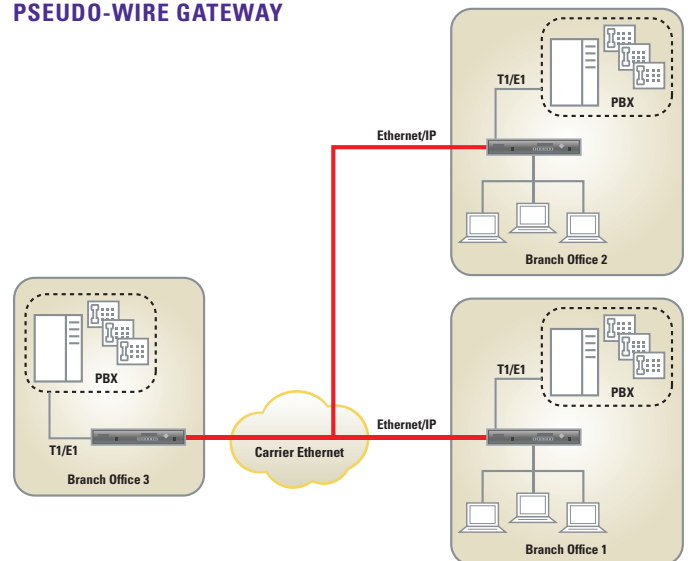 PSEUDO-WIRE GATEWAY
T1/E1
PBX
Ethernet/IP
Branch Office 2
T1/E1
PBX
Ethernet/IP
Branch Office 1
PBX
T1/E1
Branch Office 3
Carrier Ethernet